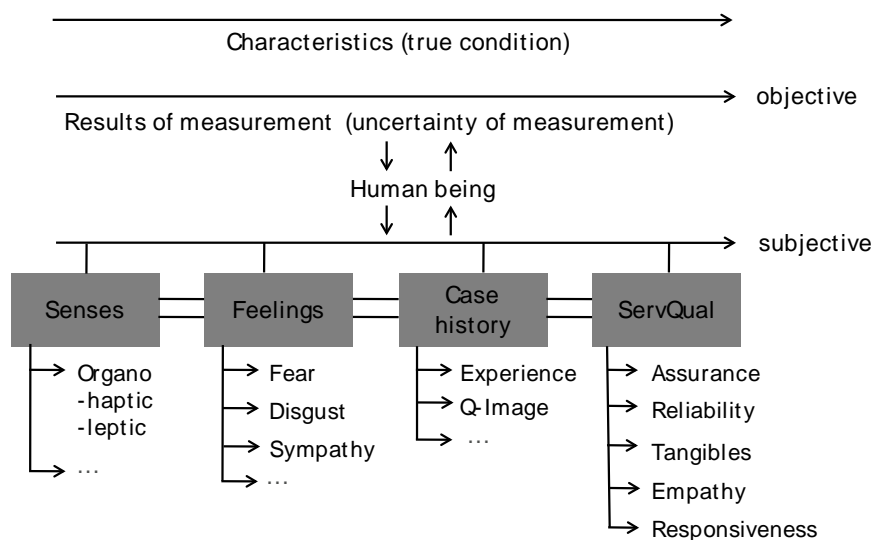 Characteristics (true condition)
objective
Results of measurement (uncertainty of measurement)
Human being
subjective
Senses
Feelings
Case
history
ServQual
Organo
-haptic
-leptic
...
Fear
Disgust
Sympathy
...
Experience
Q-Image
...
Assurance
Reliability
Tangibles
Empathy
Responsiveness